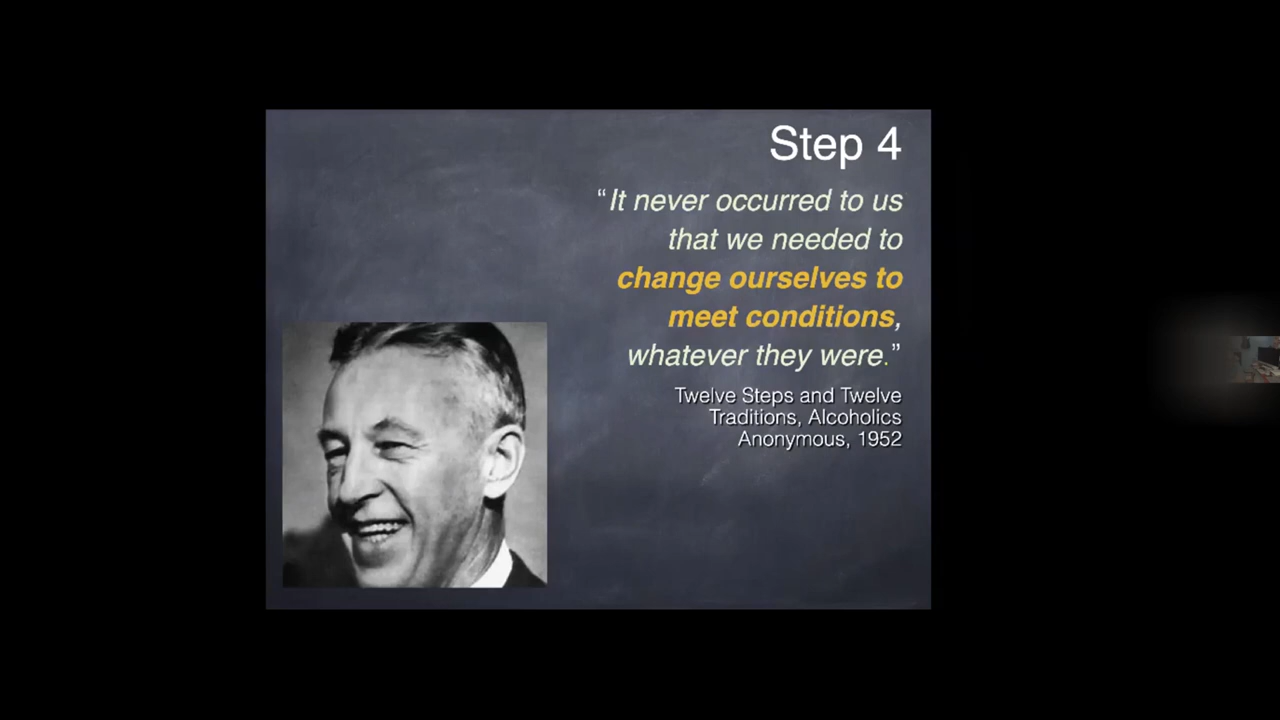 Step 4
“It never occurred to us
that we needed to
change ourselves to
meet conditions,
whatever they were.”
Twelve Steps and Twelve
Traditions, Alcoholics
Anonymous, 1952